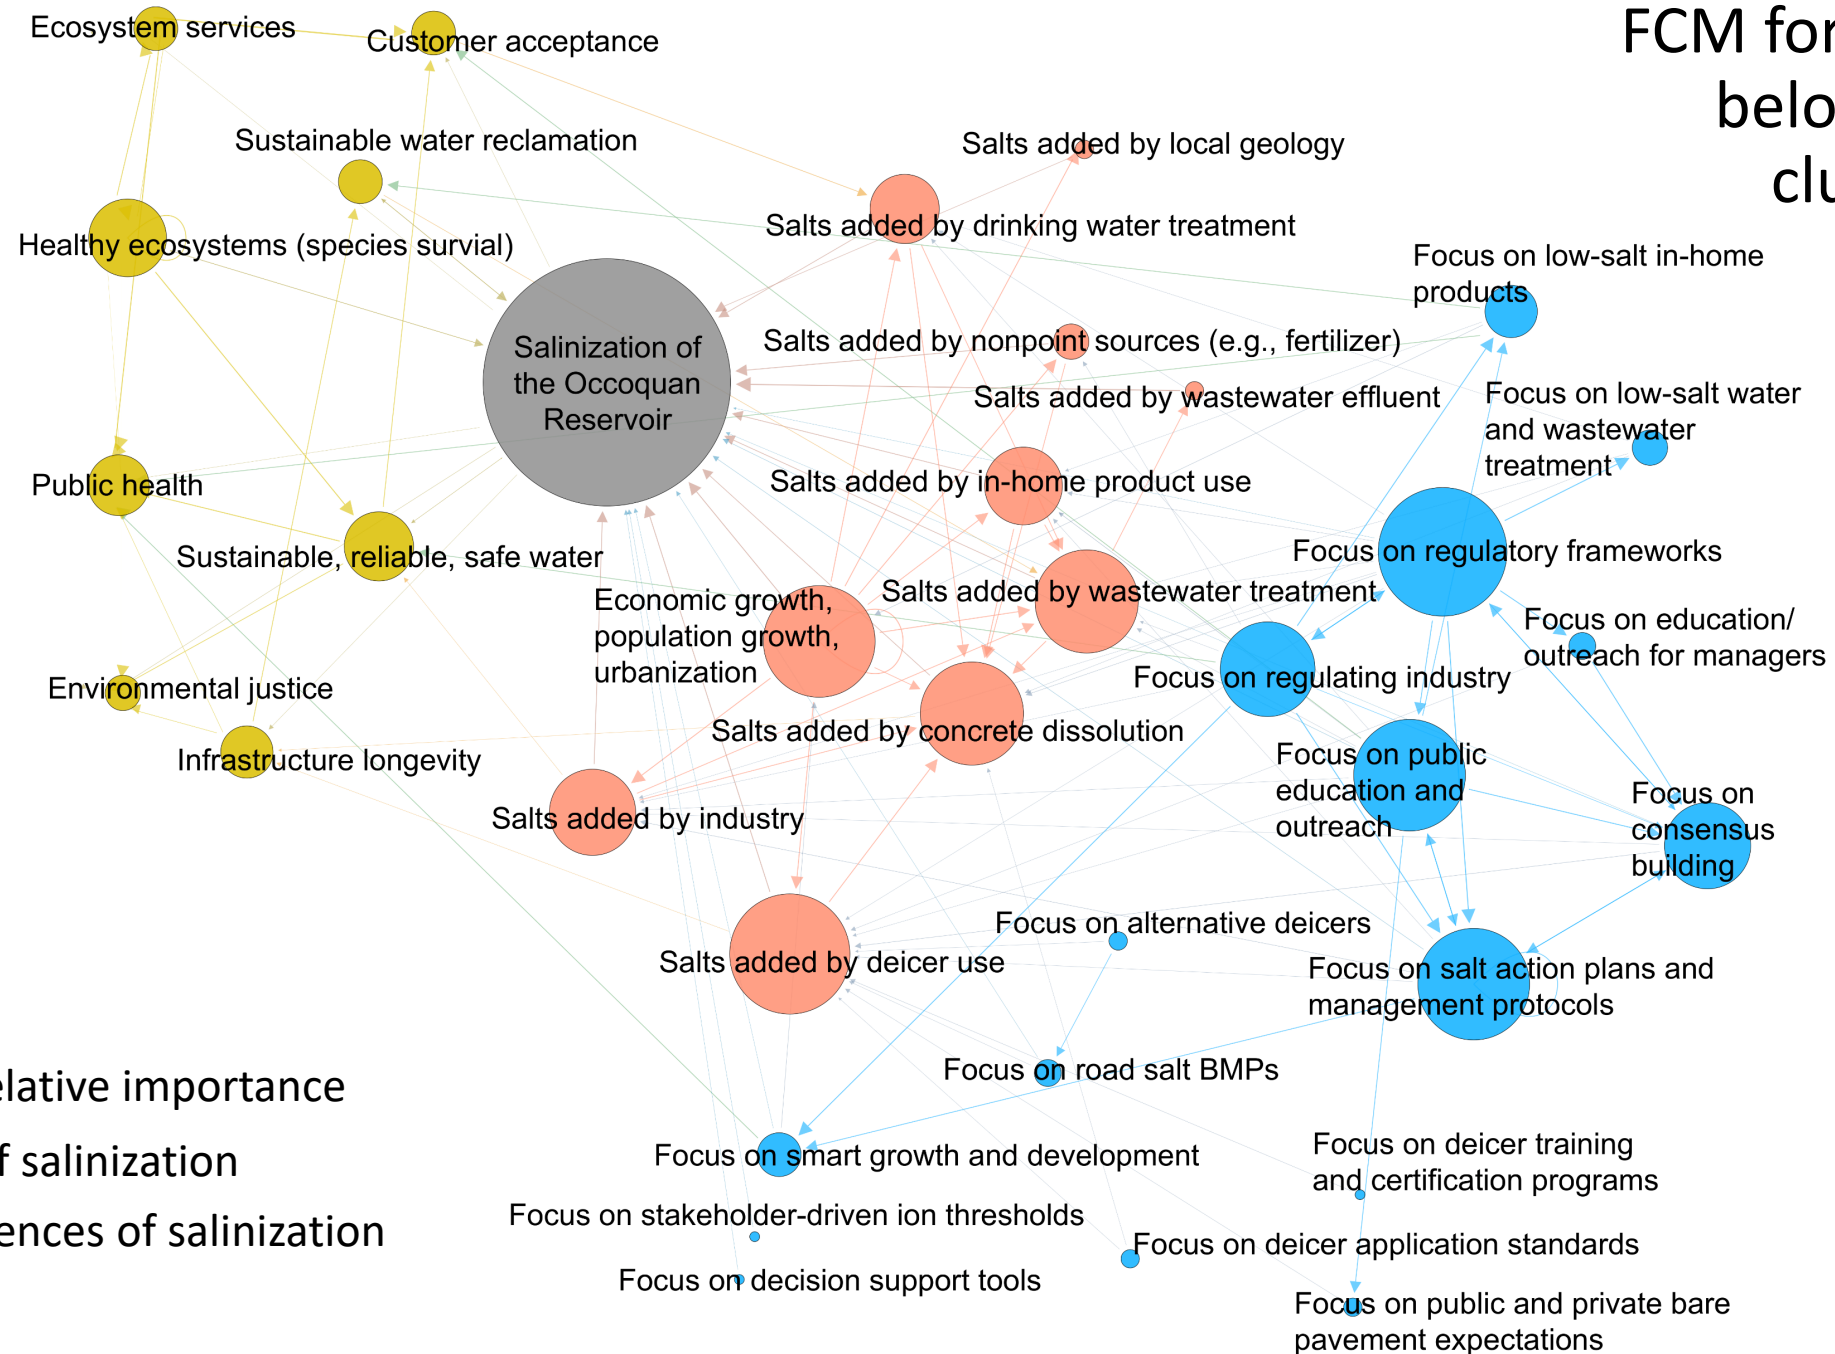 FCM for
belo
clu
Ecosystem services
Customer acceptance
Sustainable water reclamation
Salts added by local geology
Salts added by drinking water treatment
Healthy ecosystems (species survial)
Focus on low-salt in-home
products
Salinization of
the Occoquan
Reservoir
Salts added by nonpoint sources (e.g., fertilizer)
Salts added by wastewater effluent
Focus on low-salt water
and wastewater
treatment
Public health
Salts added by in-home product use
Sustainable, reliable, safe water
Focus on regulatory frameworks
Economic growth,
population growth,
urbanization
Salts added by wastewater treatment
Focus on education/
outreach for managers
Environmental justice
Focus on regulating industry
Infrastructure longevity
Salts added by concrete dissolution
Focus on public
education and
outreach
Focus on
consensus
building
Salts added by industry
Focus on alternative deicers
Salts added by deicer use
Focus on salt action plans and
management protocols
Focus on road salt BMPs
elative importance
f salinization
ences of salinization
Focus on smart growth and development
Focus on deicer training
and certification programs
Focus on stakeholder-driven ion thresholds
Focus on deicer application standards
Focus on decision support tools
Focus on public and private bare
pavement expectations